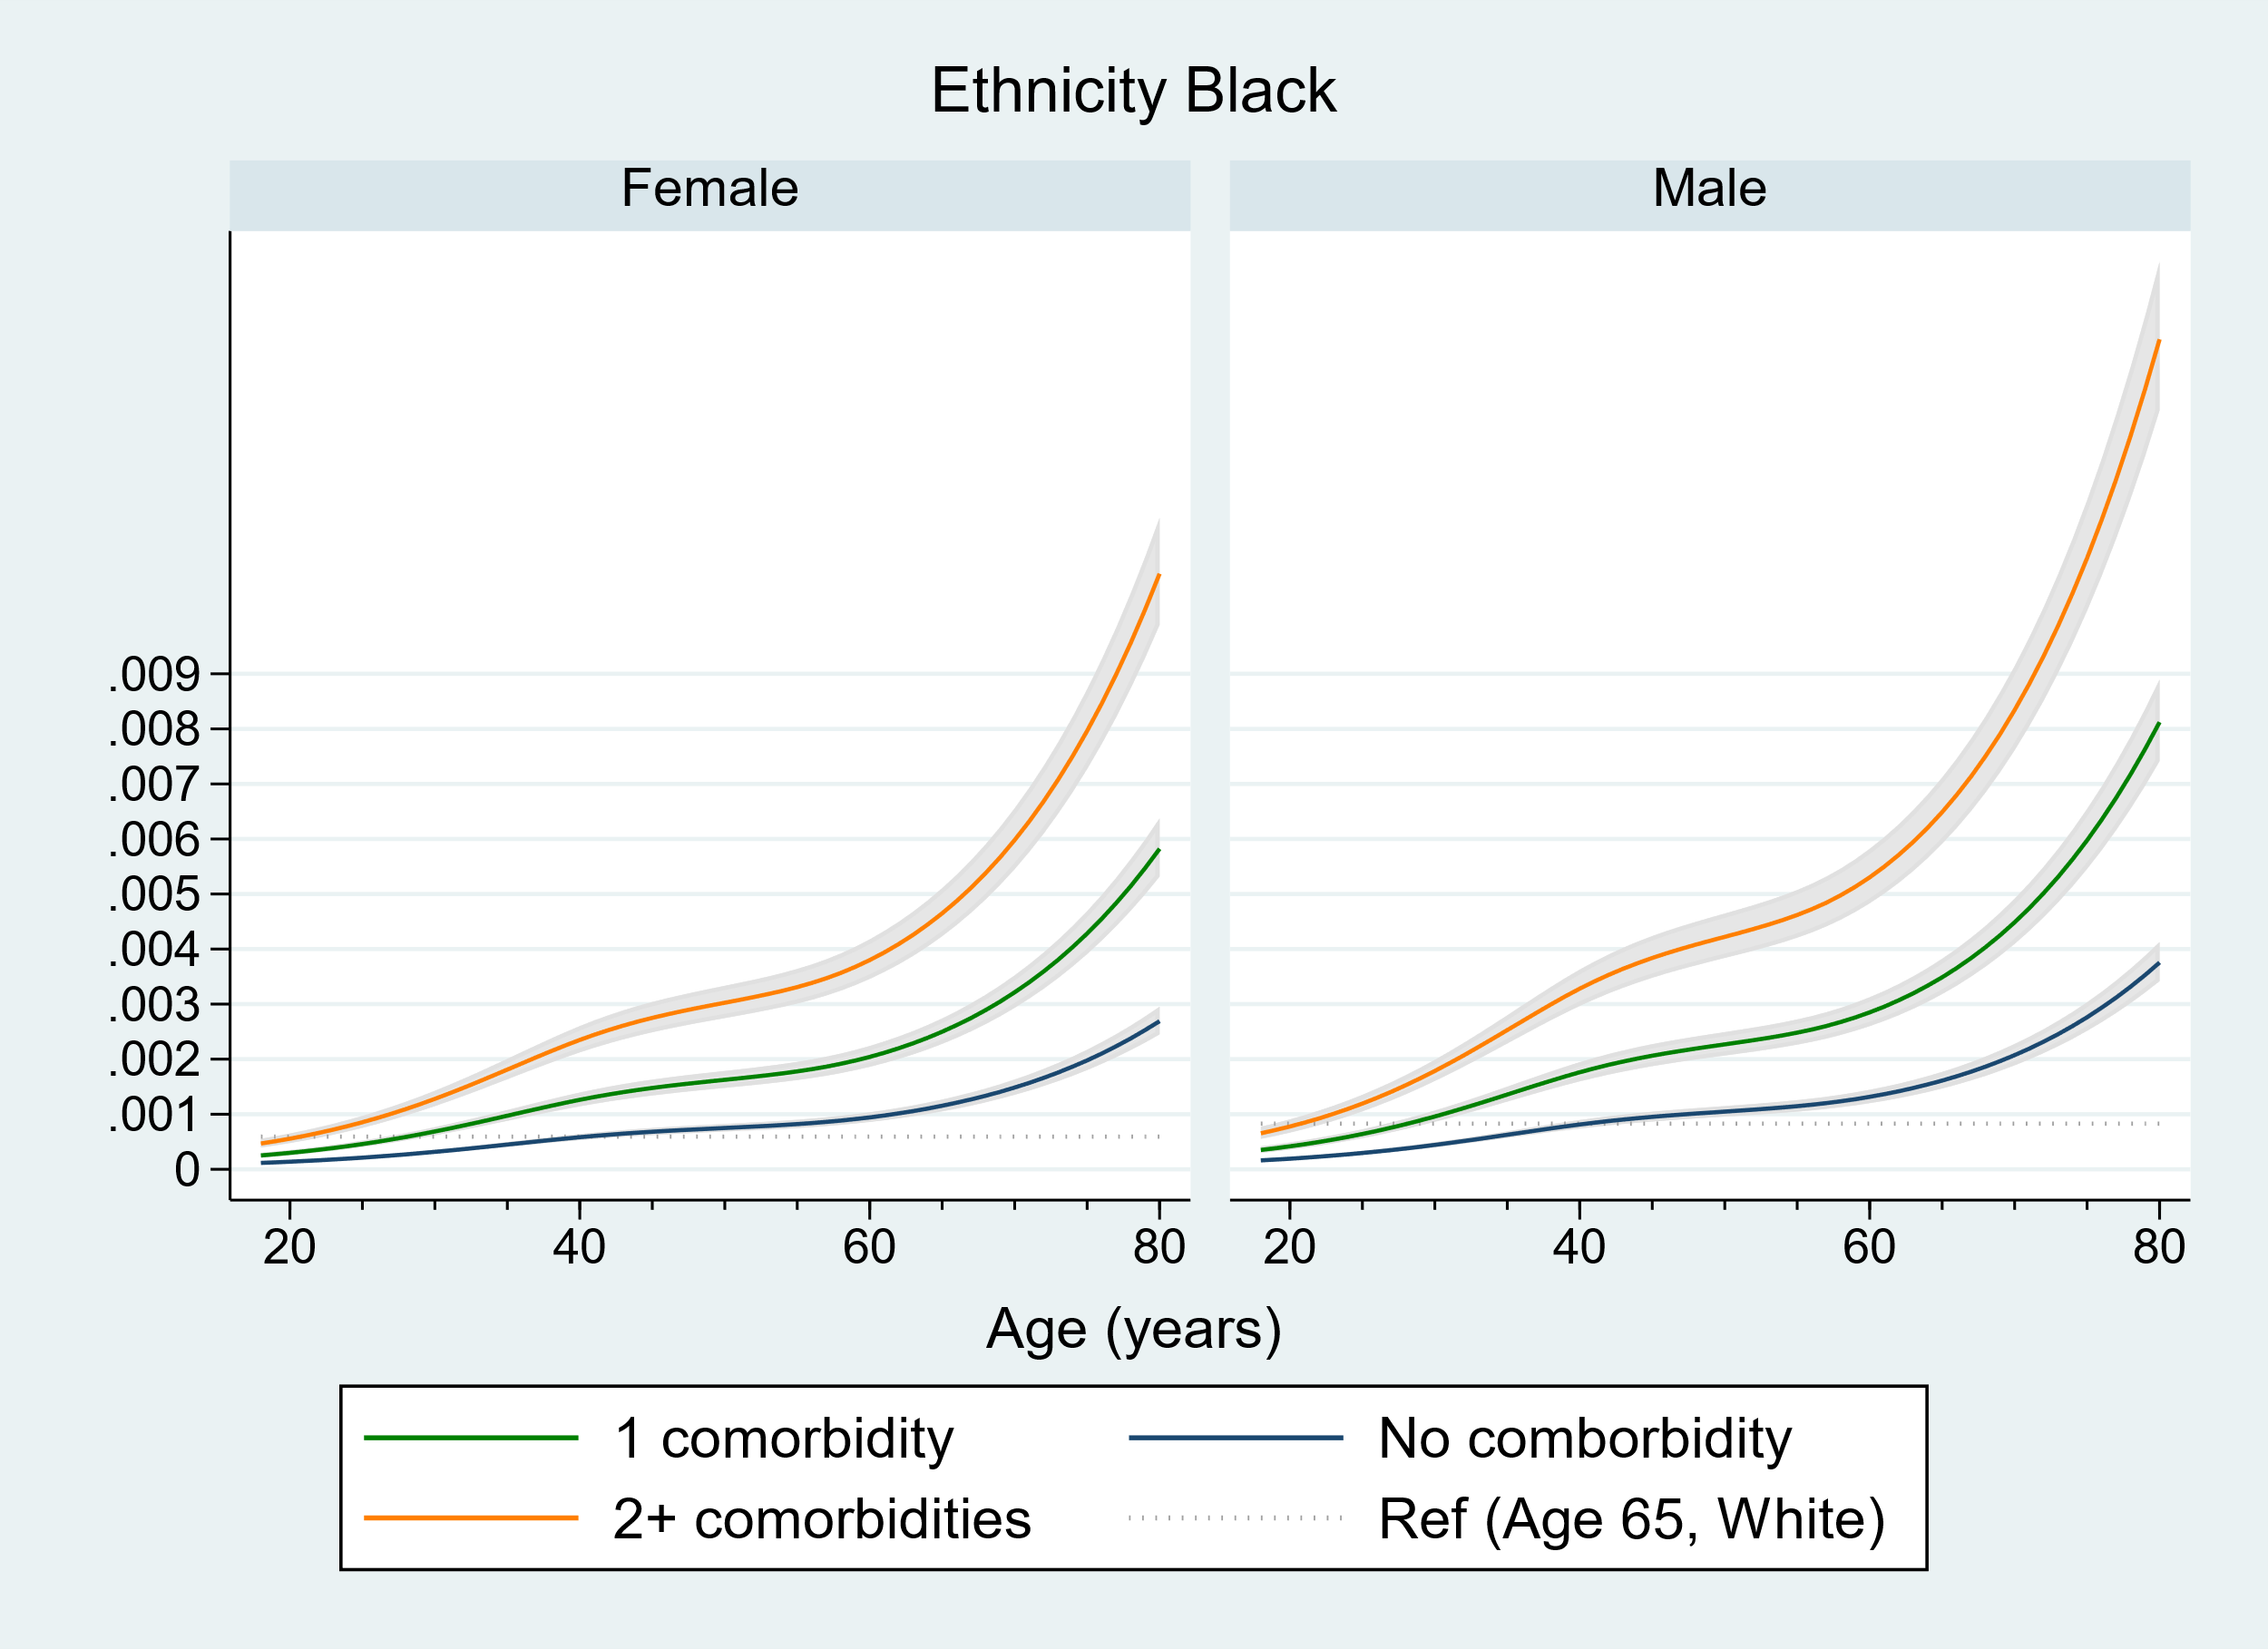 Ethnicity Black
Female Male
.009
.008
.007
.006
.005
.004
.003
.002
.001
0
20 40 60 80 20 40 60 80
Age (years)
1 comorbidity No comborbidity
2+ comorbidities Ref (Age 65, White)